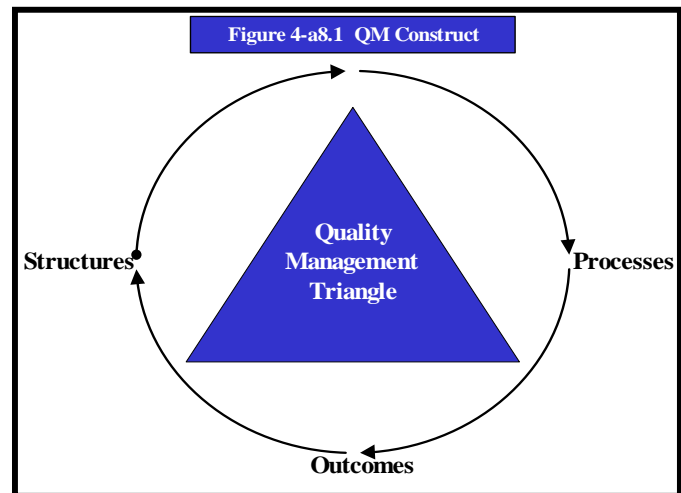 Figure 4-a8.1 QM Construct
Quality
Management
Triangle
Structures
Processes
Outcomes